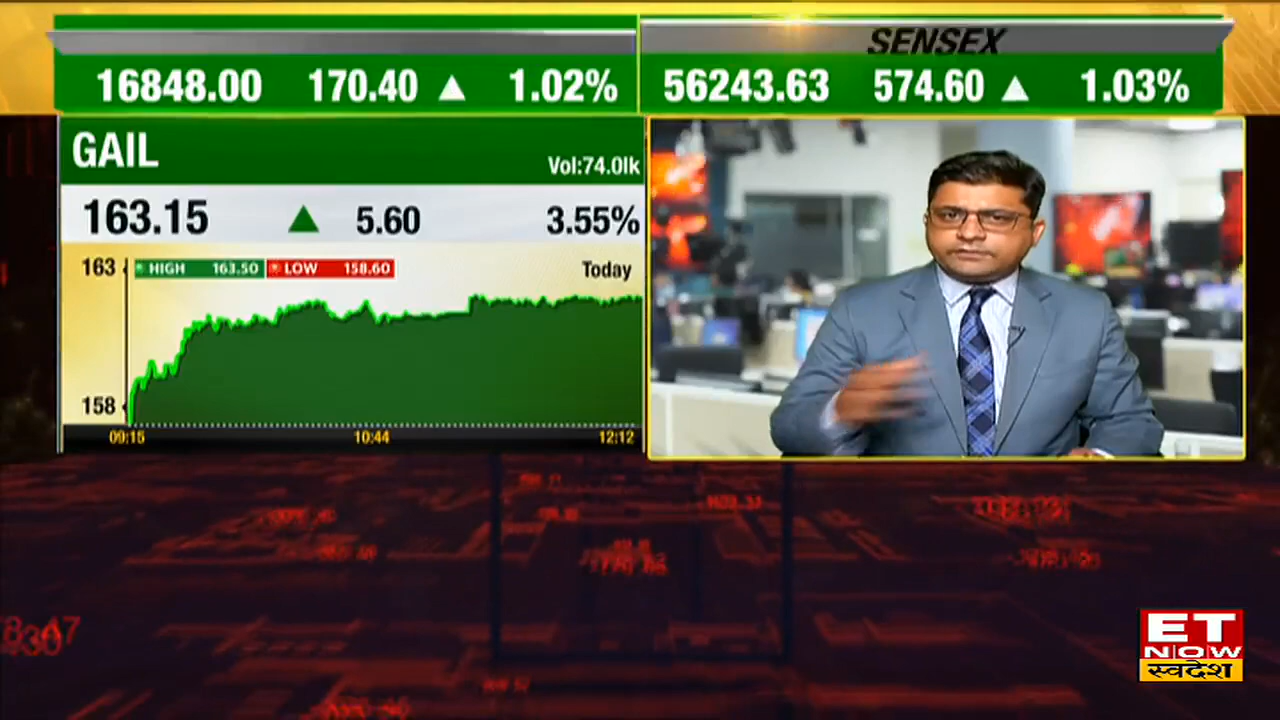 SENSEX
16848.00 170.40 ▲ 1.02%
56243.63 574.60 ▲ 1.03%
GAIL
Vol:74.0lk
163.15 ▲ 5.60 3.55%
163
HIGH 163.50 LOW 158.60
Today
158
09:15 10:44 12:12
ET
NOW
स्वदेश